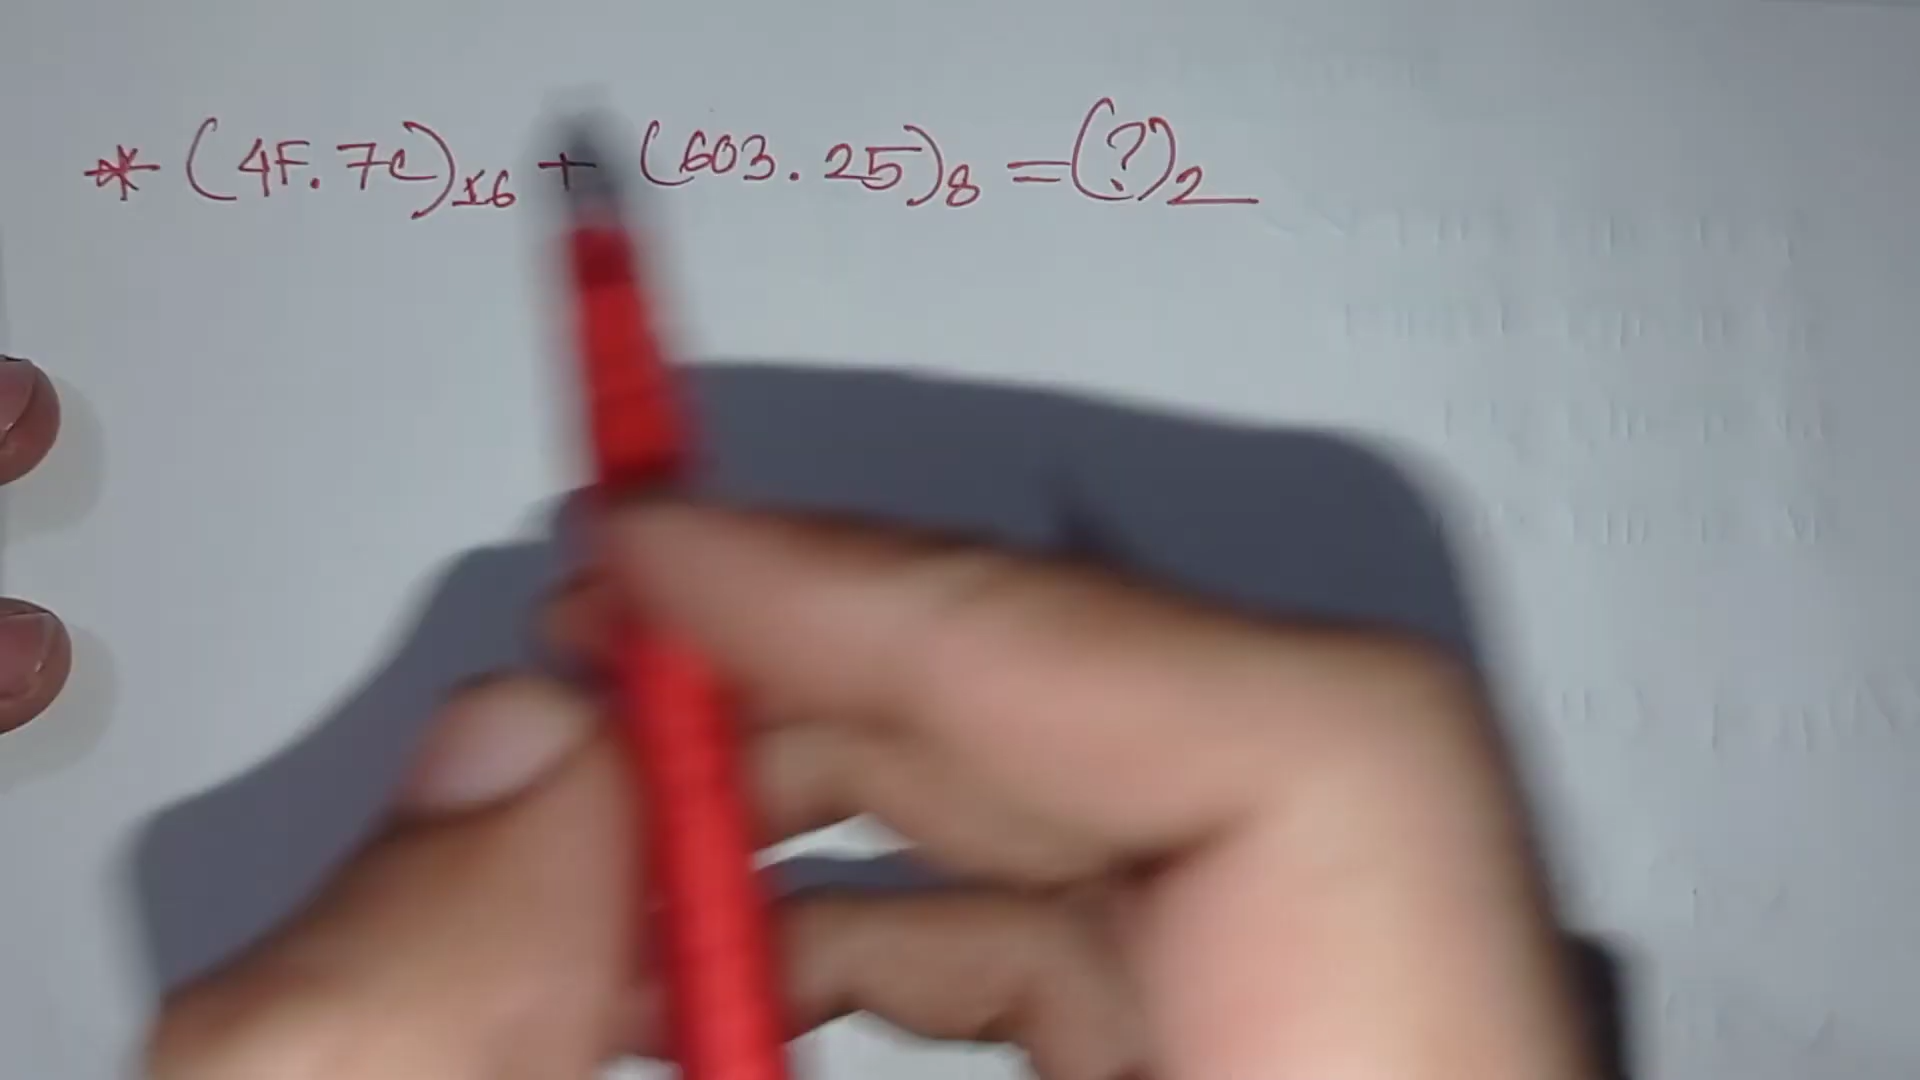 * (4F.7C)₁₆ + (603.25)₈ = (?)₂